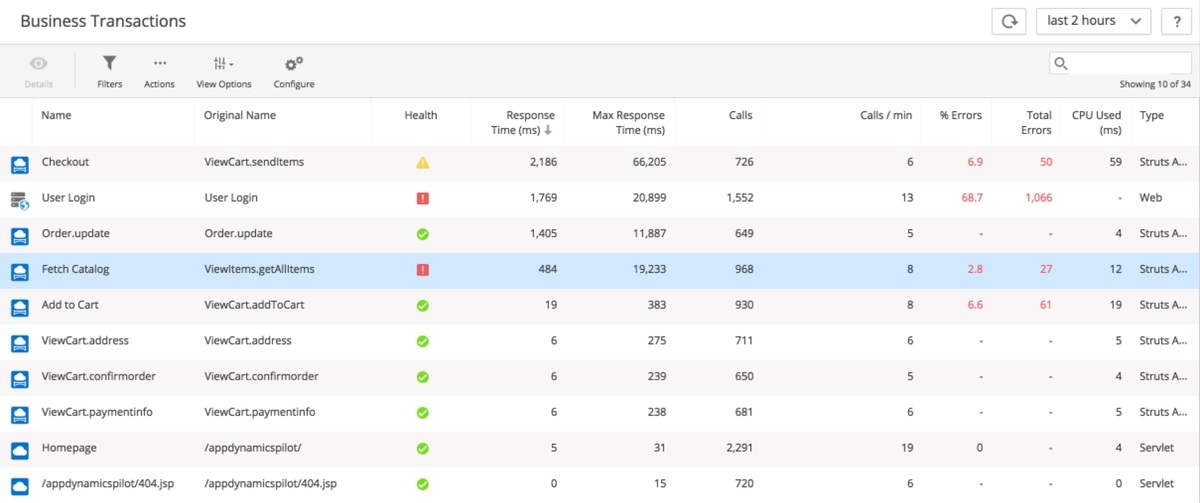 Business Transactions
last 2 hours
?
Details
Filters
Actions
View Options
Configure
Showing 10 of 34
Name Original Name Health Response Time (ms) Max Response Time (ms) Calls Calls / min % Errors Total Errors CPU Used (ms) Type
Checkout ViewCart.sendItems 2,186 66,205 726 6 6.9 50 59 Struts A...
User Login User Login 1,769 20,899 1,552 13 68.7 1,066 - Web
Order.update Order.update 1,405 11,887 649 5 - - 4 Struts A...
Fetch Catalog ViewItems.getAllItems 484 19,233 968 8 2.8 27 12 Struts A...
Add to Cart ViewCart.addToCart 19 383 930 8 6.6 61 19 Struts A...
ViewCart.address ViewCart.address 6 275 711 6 - - 5 Struts A...
ViewCart.confirmorder ViewCart.confirmorder 6 239 650 5 - - 4 Struts A...
ViewCart.paymentinfo ViewCart.paymentinfo 6 238 681 6 - - 5 Struts A...
Homepage /appdynamicspilot/ 5 31 2,291 19 0 - 4 Servlet
/appdynamicspilot/404.jsp /appdynamicspilot/404.jsp 0 15 720 6 - - 0 Servlet